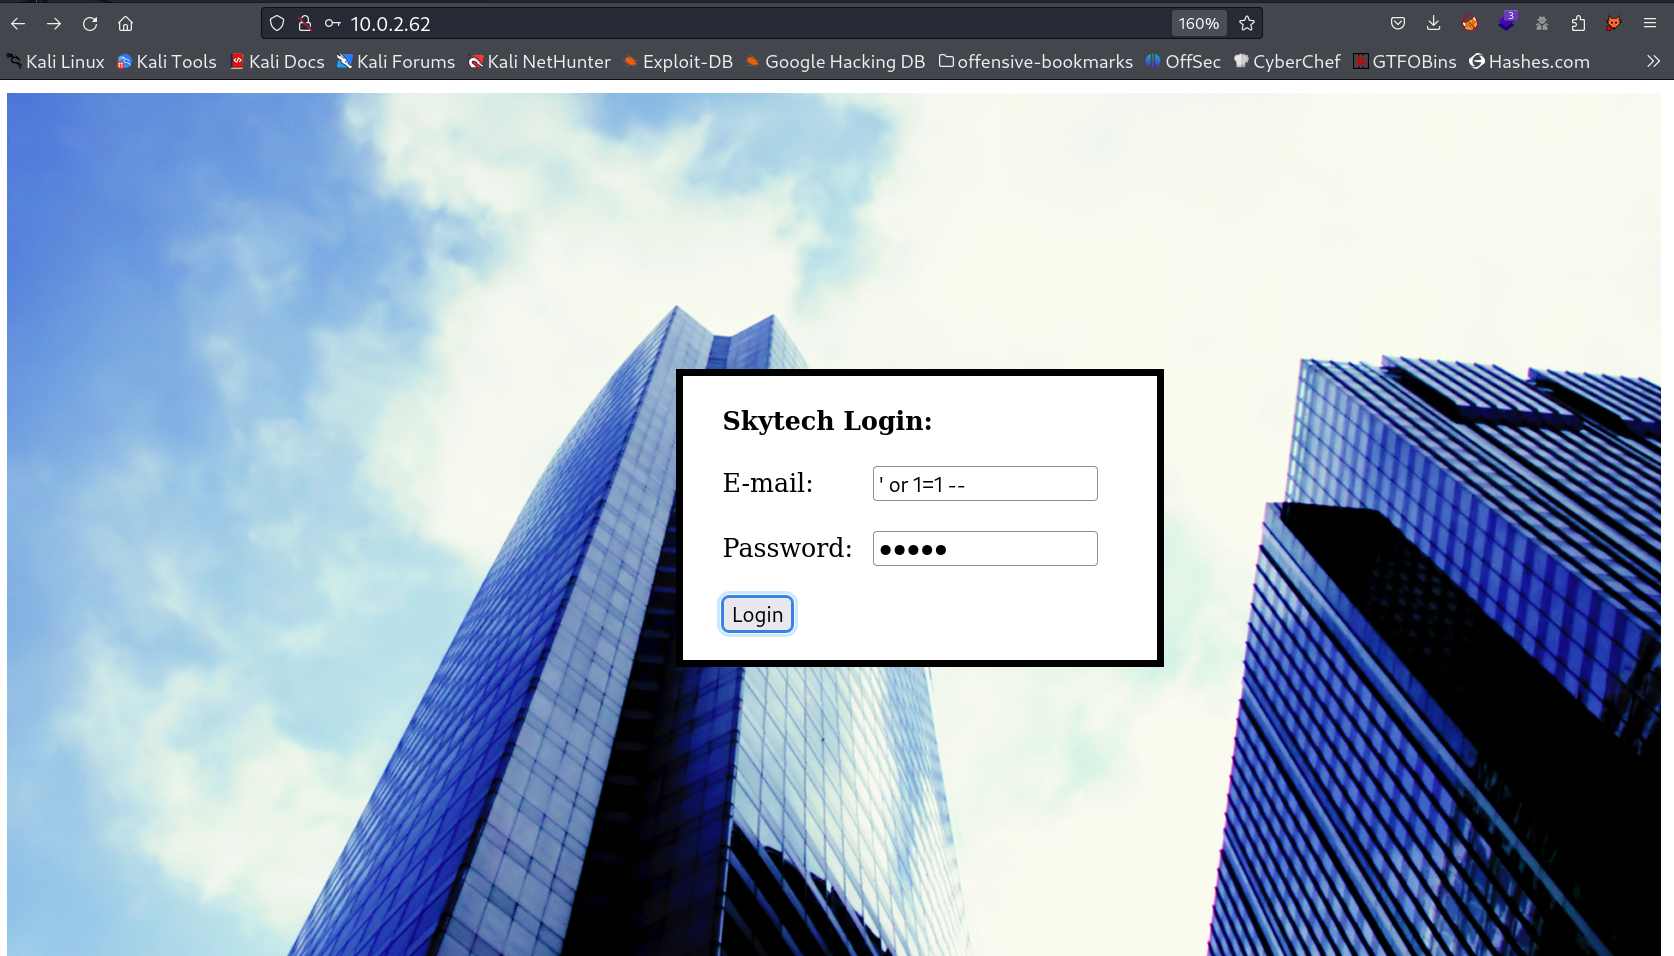 10.0.2.62
160%
3
Kali Linux Kali Tools Kali Docs Kali Forums Kali NetHunter Exploit-DB Google Hacking DB offensive-bookmarks OffSec CyberChef GTFOBins Hashes.com
Skytech Login:
E-mail: ' or 1=1 --
Password: •••••
Login